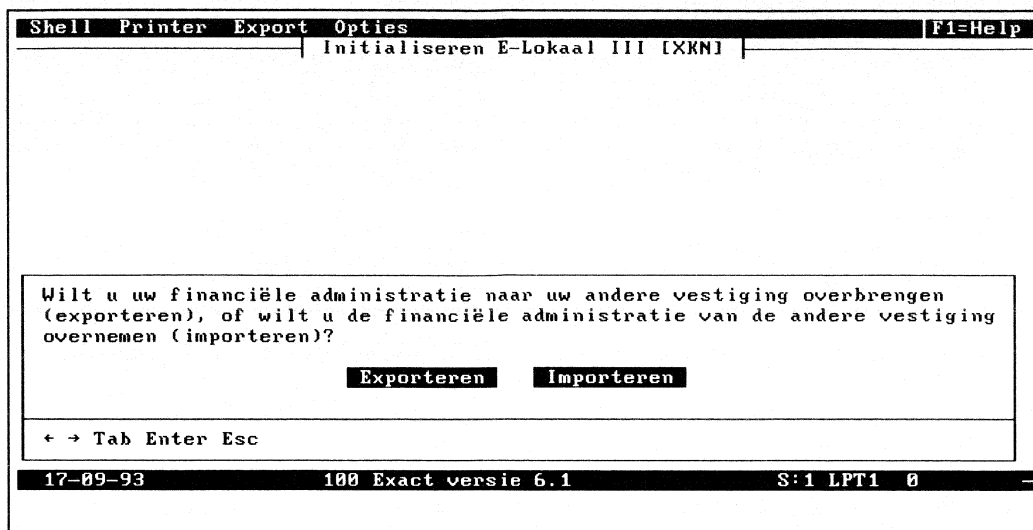 Shell Printer Export Opties F1=Help
Initialiseren E-Lokaal III [XKN]
Wilt u uw financiële administratie naar uw andere vestiging overbrengen
(exporteren), of wilt u de financiële administratie van de andere vestiging
overnemen (importeren)?
Exporteren Importeren
← → Tab Enter Esc
17-09-93 100 Exact versie 6.1 S:1 LPT1 0 -